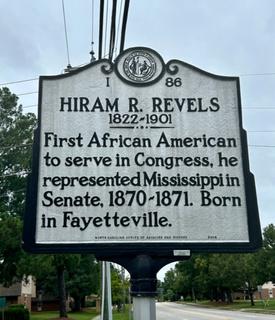 I 86
HIRAM R. REVELS
1822-1901
First African American
to serve in Congress, he
represented Mississippi in
Senate, 1870-1871. Born
in Fayetteville.
NORTH CAROLINA OFFICE OF ARCHIVES AND HISTORY